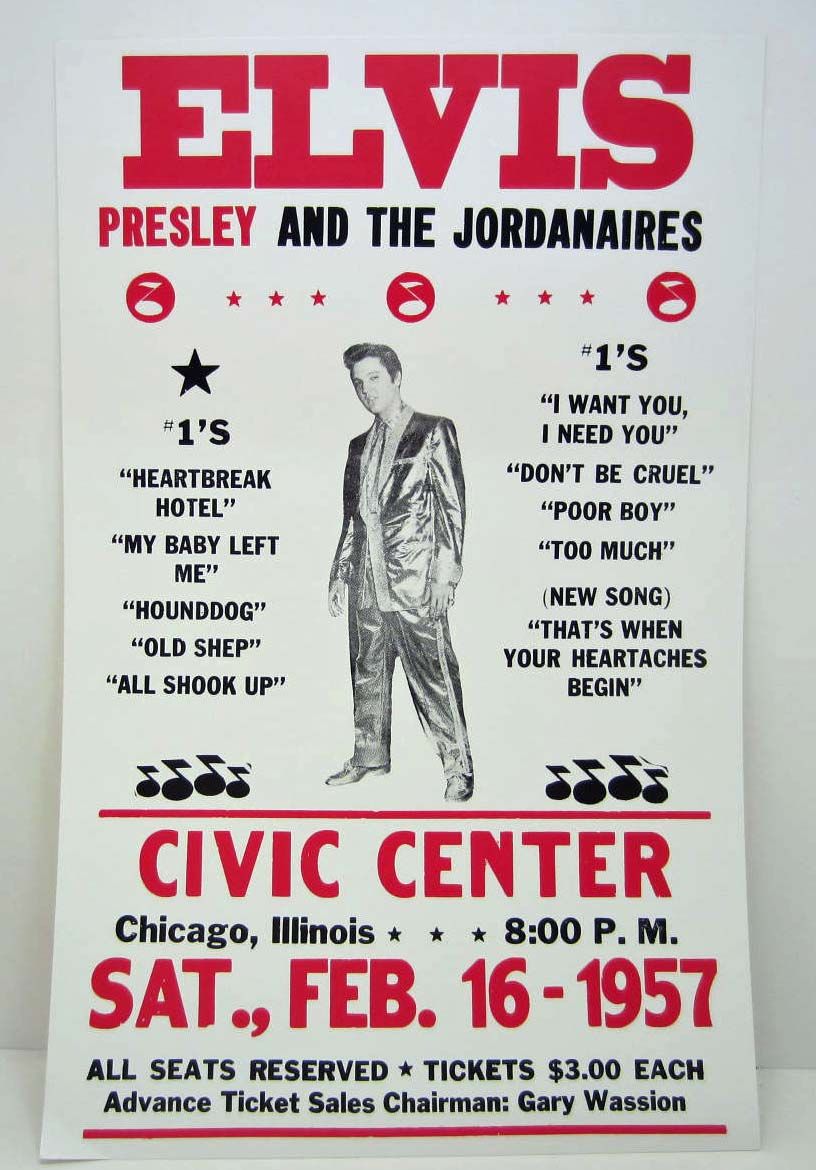 ELVIS
PRESLEY AND THE JORDANAIRES
#1'S
"HEARTBREAK
HOTEL"
"MY BABY LEFT
ME"
"HOUNDDOG"
"OLD SHEP"
"ALL SHOOK UP"
#1'S
"I WANT YOU,
I NEED YOU"
"DON'T BE CRUEL"
"POOR BOY"
"TOO MUCH"
(NEW SONG)
"THAT'S WHEN
YOUR HEARTACHES
BEGIN"
CIVIC CENTER
Chicago, Illinois ★ ★ ★ 8:00 P. M.
SAT., FEB. 16 - 1957
ALL SEATS RESERVED ★ TICKETS $3.00 EACH
Advance Ticket Sales Chairman: Gary Wassion